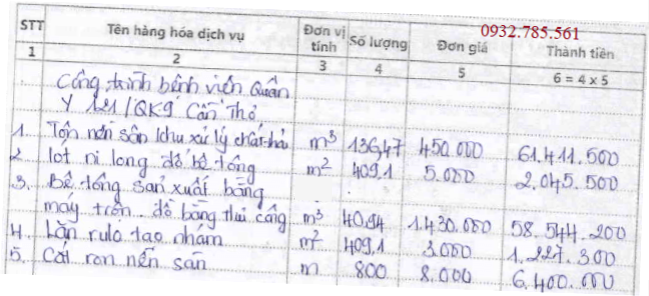 0932.785.561
STT Tên hàng hóa dịch vụ Đơn vị tính Số lượng Đơn giá Thành tiền
1 2 3 4 5 6 = 4 x 5
Công trình bệnh viện Quân
Y 121/QK9 Cần Thơ
1. Tôn nền sân khu xử lý chất thải m³ 136,47 450.000 61.411.500
2 lót ni long đổ bê tông m² 409,1 5.000 2.045.500
3. Bê tông sản xuất bằng
máy trộn. đổ bằng thủ công m³ 40,94 1.430.000 58.544.200
4. Lăn rulo tạo nhám m² 409,1 3.000 1.227.300
5. Cắt ron nền sân m 800 8.000 6.400.000